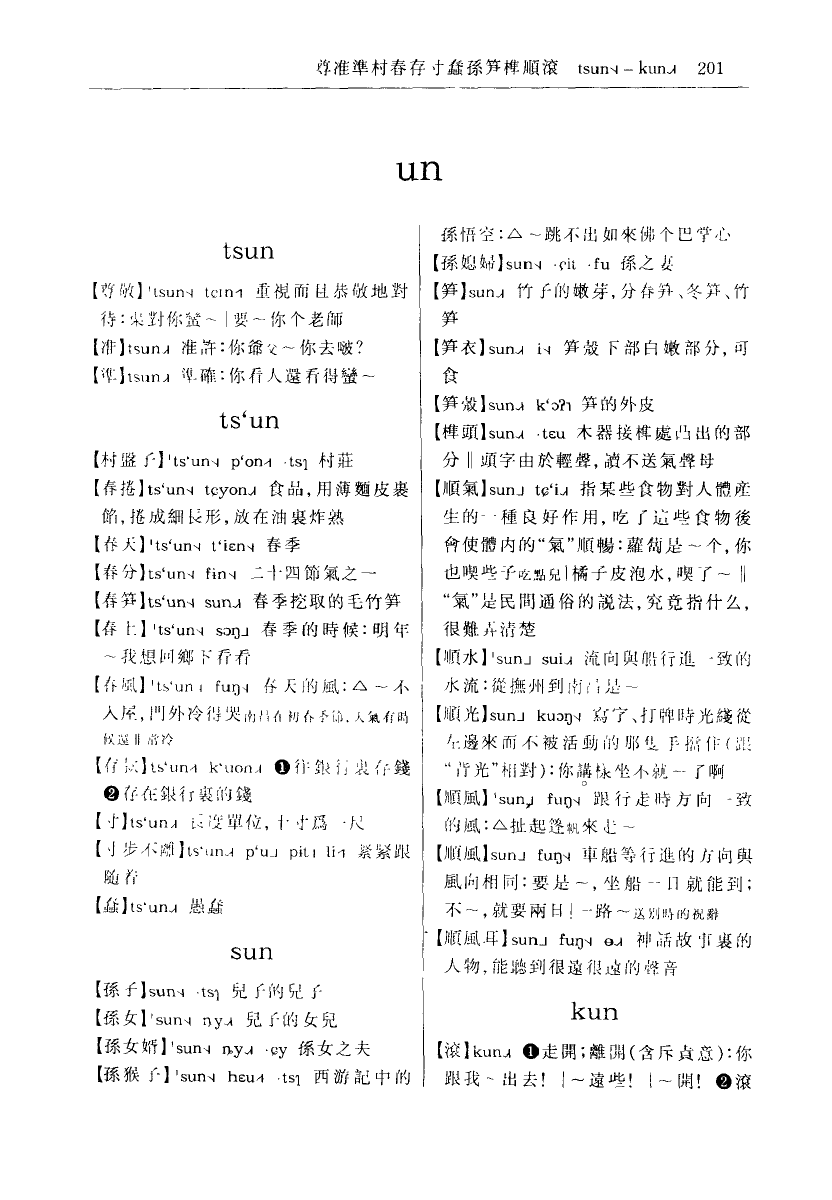 尊准準村春存寸蠢孫笋榫順滾 tsun˧˩ – kun˨˩˧ 201
un
tsun
【尊敬】ˈtsun tɕin 重視而且恭敬地對
待：渠對你蠻～｜要～你个老師
【准】tsun 准許：你爺父～你去啵？
【準】tsun 準確：你看人還看得蠻～
tsʻun
【村盤子】ˈtsʻun pʻon ·tsɿ 村莊
【春捲】tsʻun tɕyon 食品，用薄麵皮裹
餡，捲成細長形，放在油裏炸熟
【春天】ˈtsʻun tʻiɛn 春季
【春分】tsʻun fin 二十四節氣之一
【春笋】tsʻun sun 春季挖取的毛竹笋
【春上】ˈtsʻun sɔŋ 春季的時候：明年
～我想回鄉下看看
【春風】ˈtsʻun fuŋ 春天的風：△～不
入屋，門外冷得哭南昌在初春季節，天氣有時
候還非常冷
【存款】tsʻun kʻuon ❶往銀行裏存錢
❷存在銀行裏的錢
【寸】tsʻun 長度單位，十寸爲一尺
【寸步不離】tsʻun pʻu pit li 緊緊跟
随着
【蠢】tsʻun 愚蠢
sun
【孫子】sun ·tsɿ 兒子的兒子
【孫女】ˈsun ȵy 兒子的女兒
【孫女婿】ˈsun ȵy ·ɕy 孫女之夫
【孫猴子】ˈsun hɛu ·tsɿ 西游記中的
孫悟空：△～跳不出如來佛个巴掌心
【孫媳婦】sun ·ɕit ·fu 孫之妻
【笋】sun 竹子的嫩芽，分春笋、冬笋、竹
笋
【笋衣】sun i 笋殼下部白嫩部分，可
食
【笋殼】sun kʻɔʔ 笋的外皮
【榫頭】sun ·tɛu 木器接榫處凸出的部
分‖頭字由於輕聲，讀不送氣聲母
【順氣】sun tɕʻi 指某些食物對人體産
生的一種良好作用，吃了這些食物後
會使體内的“氣”順暢：蘿蔔是～个，你
也喫些子吃點兒｜橘子皮泡水，喫了～‖
“氣”是民間通俗的説法，究竟指什么，
很難弄清楚
【順水】ˈsun sui 流向與船行進一致的
水流：從撫州到南昌是～
【順光】sun kuɔŋ 寫字、打牌時光綫從
左邊來而不被活動的那隻手擋住（跟
“背光”相對）：你講樣坐不就～了啊
【順風】ˈsun fuŋ 跟行走時方向一致
的風：△扯起篷帆來走～
【順風】sun fuŋ 車船等行進的方向與
風向相同：要是～，坐船一日就能到；
不～，就要兩日｜一路～送别時的祝辭
【順風耳】sun fuŋ ɵ 神話故事裏的
人物，能聽到很遠很遠的聲音
kun
【滾】kun ❶走開；離開（含斥責意）：你
跟我～出去！｜～遠些！｜～開！❷滾